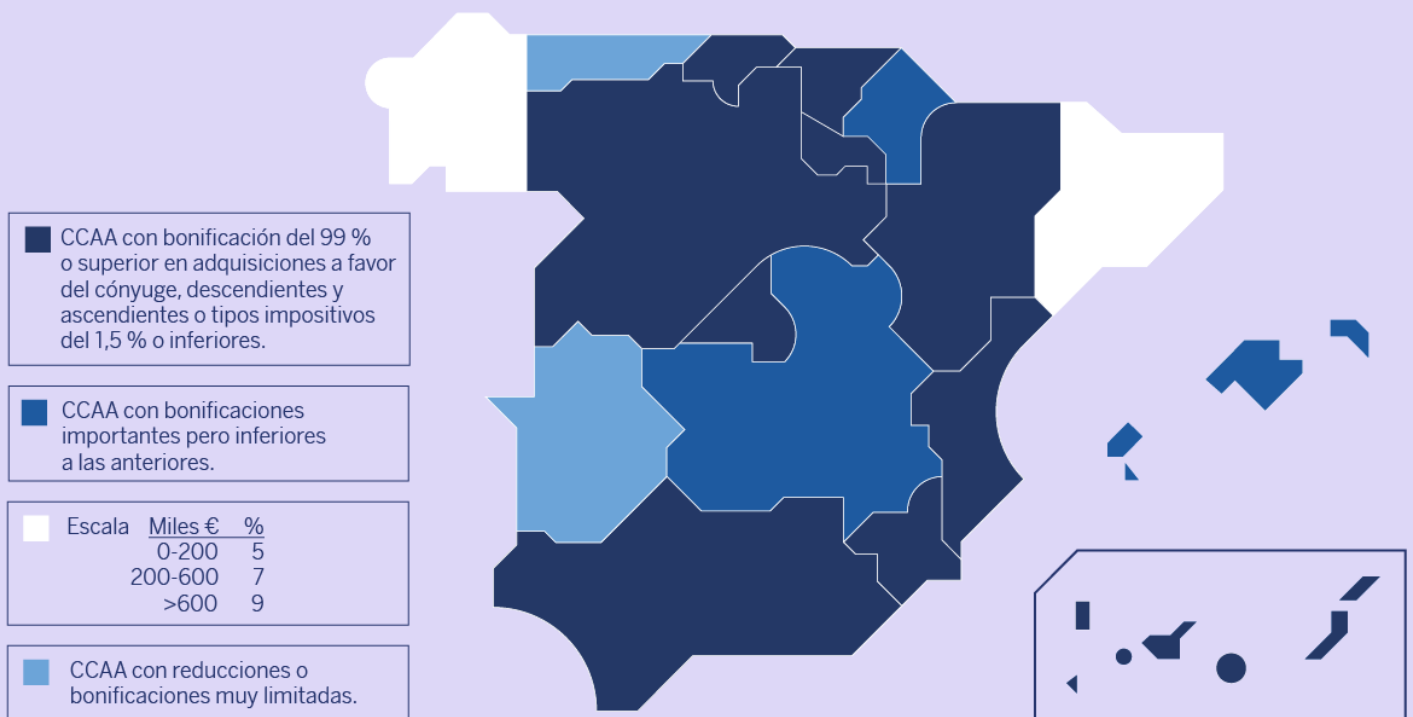 CCAA con bonificación del 99 %
o superior en adquisiciones a favor
del cónyuge, descendientes y
ascendientes o tipos impositivos
del 1,5 % o inferiores.
CCAA con bonificaciones
importantes pero inferiores
a las anteriores.
Escala Miles € %
0-200 5
200-600 7
>600 9
CCAA con reducciones o
bonificaciones muy limitadas.